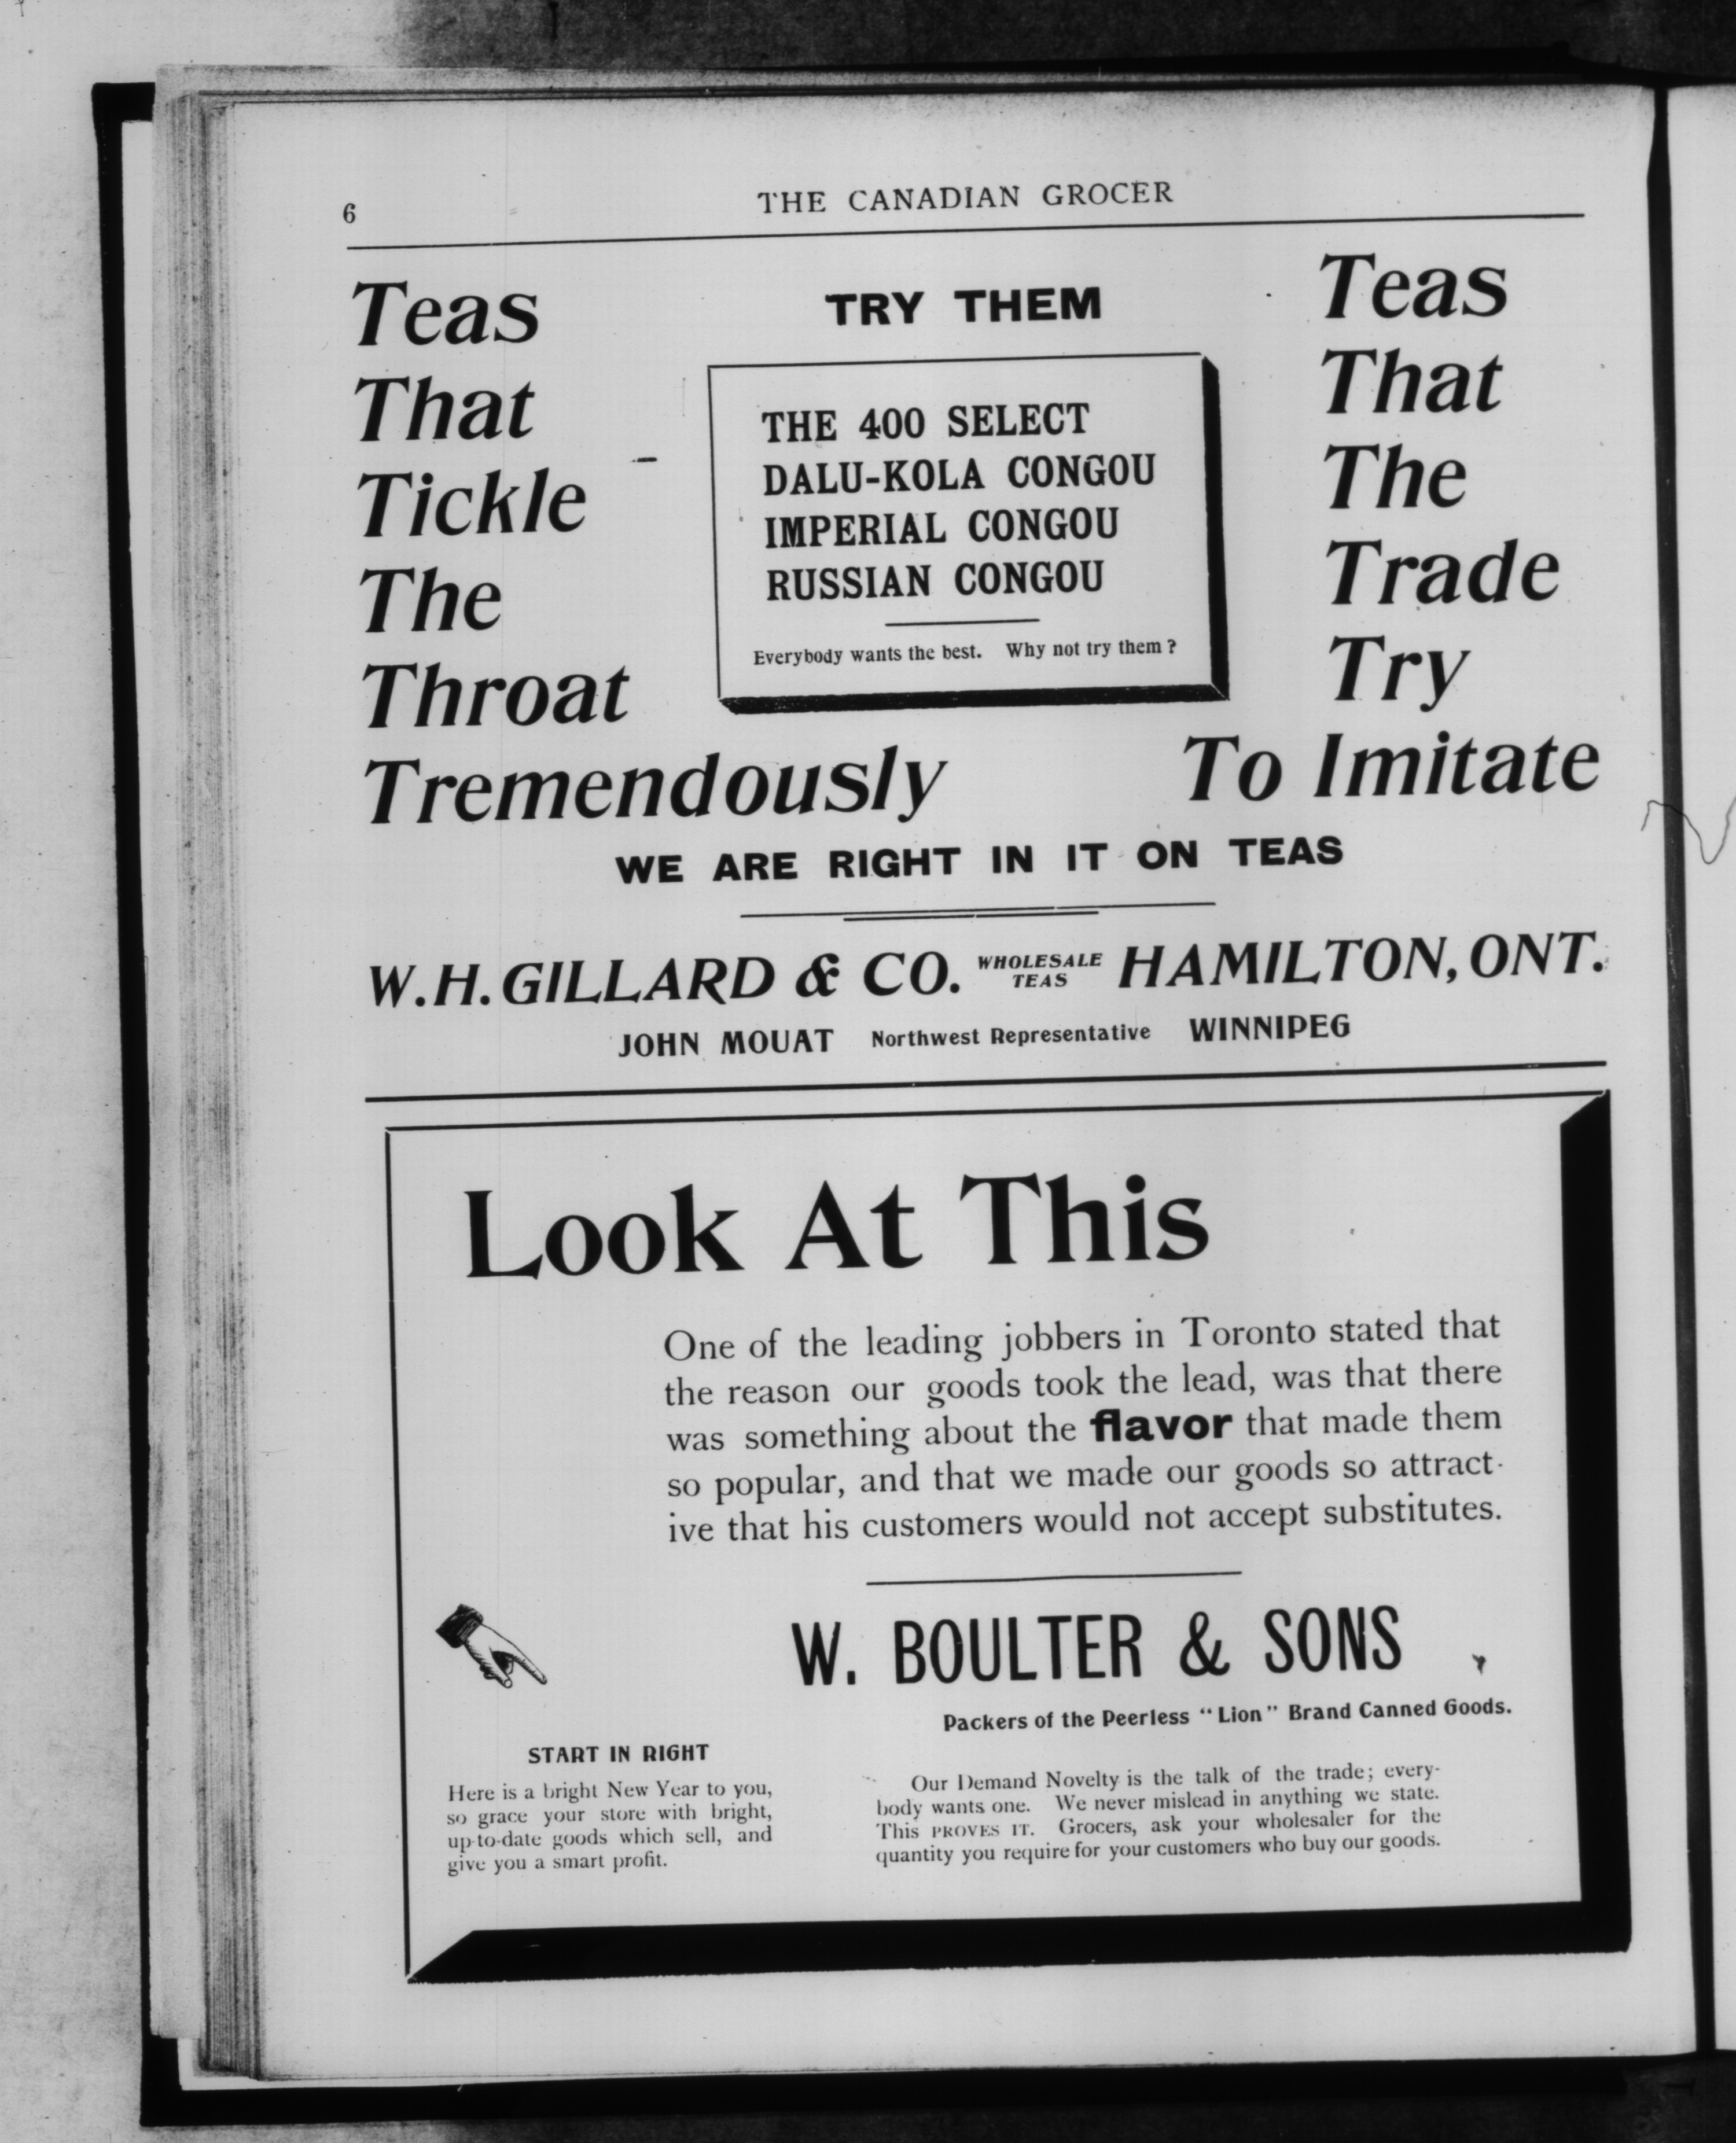 6
THE CANADIAN GROCER
Teas
That
Tickle
The
Throat
Tremendously
TRY THEM
THE 400 SELECT
DALU-KOLA CONGOU
IMPERIAL CONGOU
RUSSIAN CONGOU
Everybody wants the best. Why not try them?
Teas
That
The
Trade
Try
To Imitate
WE ARE RIGHT IN IT ON TEAS
W.H. GILLARD & CO. WHOLESALE TEAS HAMILTON, ONT.
JOHN MOUAT Northwest Representative WINNIPEG
Look At This
One of the leading jobbers in Toronto stated that
the reason our goods took the lead, was that there
was something about the flavor that made them
so popular, and that we made our goods so attract-
ive that his customers would not accept substitutes.
W. BOULTER & SONS
Packers of the Peerless "Lion" Brand Canned Goods.
START IN RIGHT
Here is a bright New Year to you,
so grace your store with bright,
up-to-date goods which sell, and
give you a smart profit.
Our Demand Novelty is the talk of the trade; every-
body wants one. We never mislead in anything we state.
This PROVES IT. Grocers, ask your wholesaler for the
quantity you require for your customers who buy our goods.